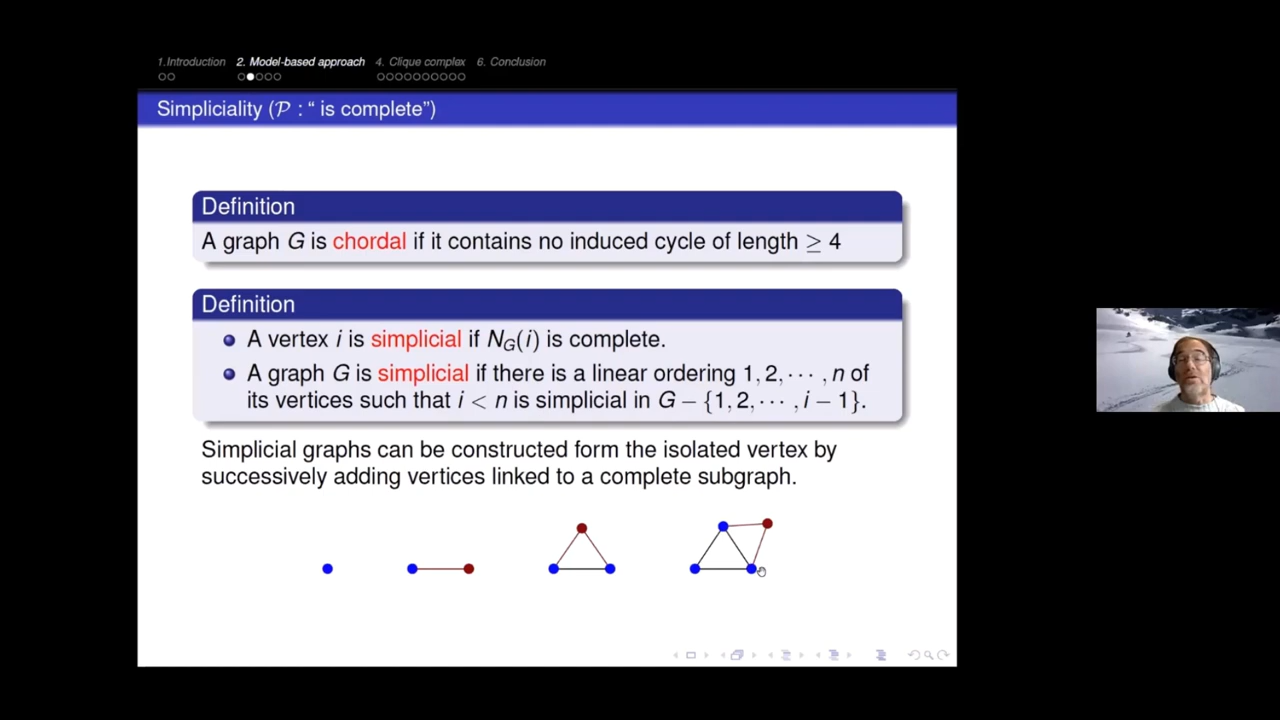 1.Introduction 2. Model-based approach 4. Clique complex 6. Conclusion
Simpliciality (𝒫 : “ is complete”)
Definition
A graph G is chordal if it contains no induced cycle of length ≥ 4
Definition
A vertex i is simplicial if N_G(i) is complete.
A graph G is simplicial if there is a linear ordering 1, 2, ⋯ , n of
its vertices such that i < n is simplicial in G − {1, 2, ⋯ , i − 1}.
Simplicial graphs can be constructed form the isolated vertex by
successively adding vertices linked to a complete subgraph.